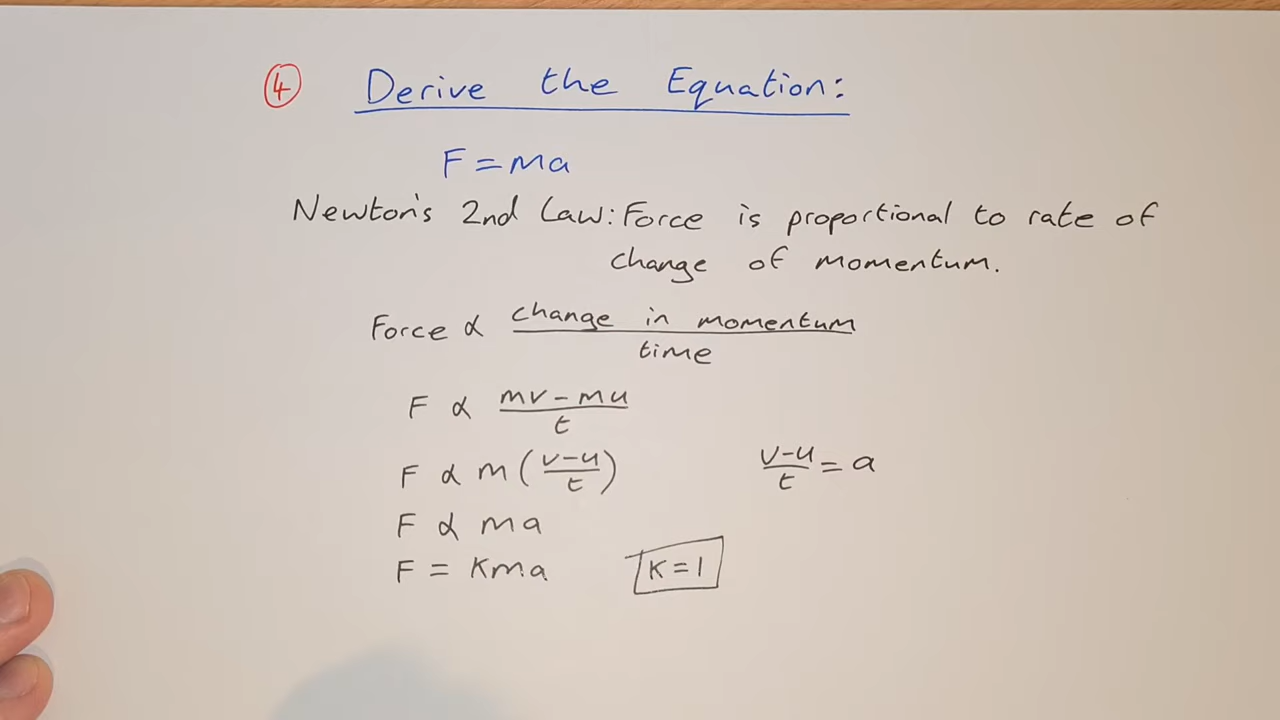 ④ Derive the Equation:
F = ma
Newton's 2nd Law: Force is proportional to rate of
change of momentum.
Force ∝ change in momentum / time
F ∝ mv - mu / t
F ∝ m (v-u / t) v-u / t = a
F ∝ ma
F = Kma K = 1